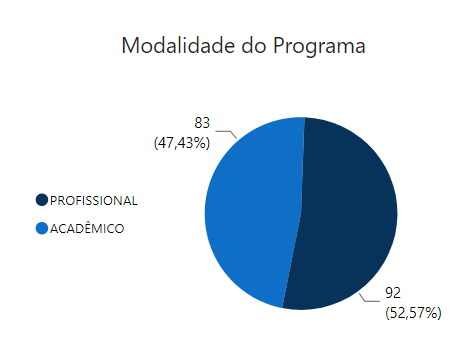 Modalidade do Programa
83
(47,43%)
PROFISSIONAL
ACADÊMICO
92
(52,57%)